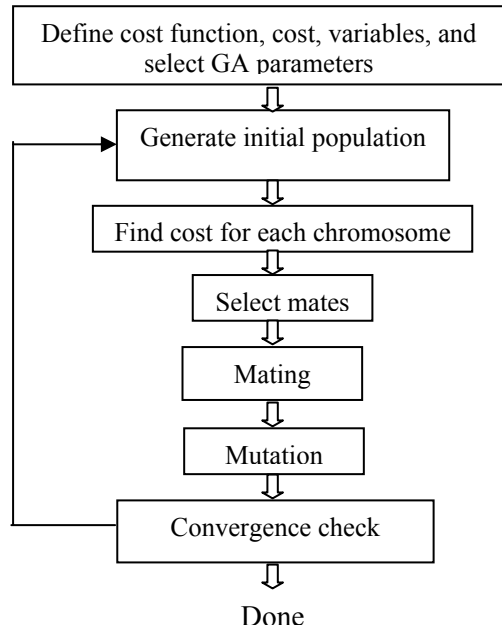 Define cost function, cost, variables, and
select GA parameters
Generate initial population
Find cost for each chromosome
Select mates
Mating
Mutation
Convergence check
Done